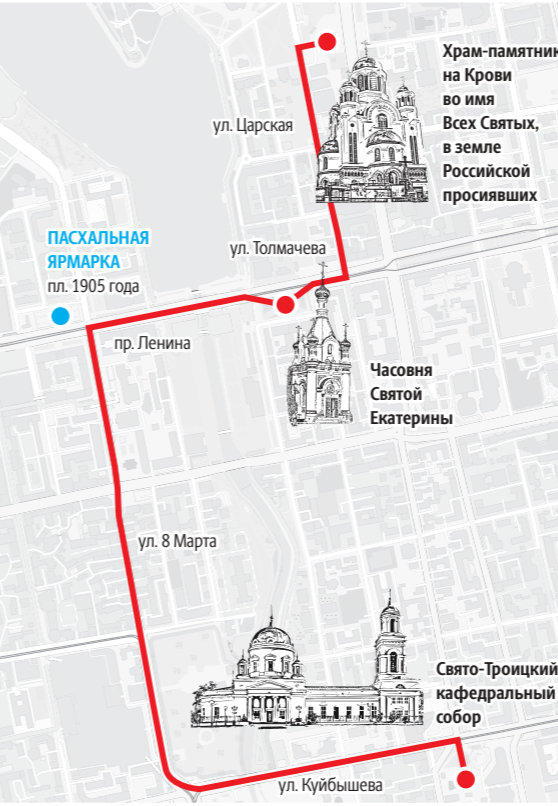 Храм-памятник
на Крови
во имя
Всех Святых,
в земле
Российской
просиявших
ул. Царская
ул. Толмачева
ПАСХАЛЬНАЯ
ЯРМАРКА
пл. 1905 года
пр. Ленина
Часовня
Святой
Екатерины
ул. 8 Марта
Свято-Троицкий
кафедральный
собор
ул. Куйбышева